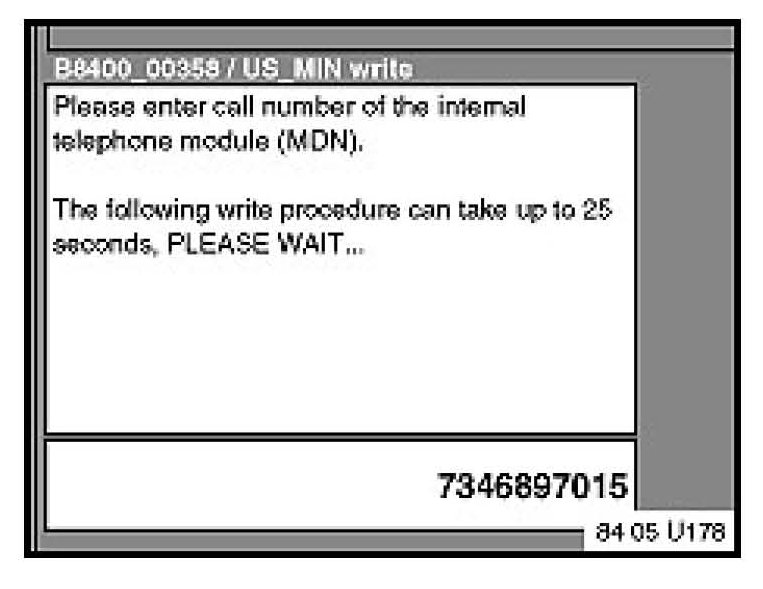 B8400_00358 / US_MIN write
Please enter call number of the internal
telephone module (MDN).
The following write procedure can take up to 25
seconds, PLEASE WAIT...
7346897015
84 05 U178